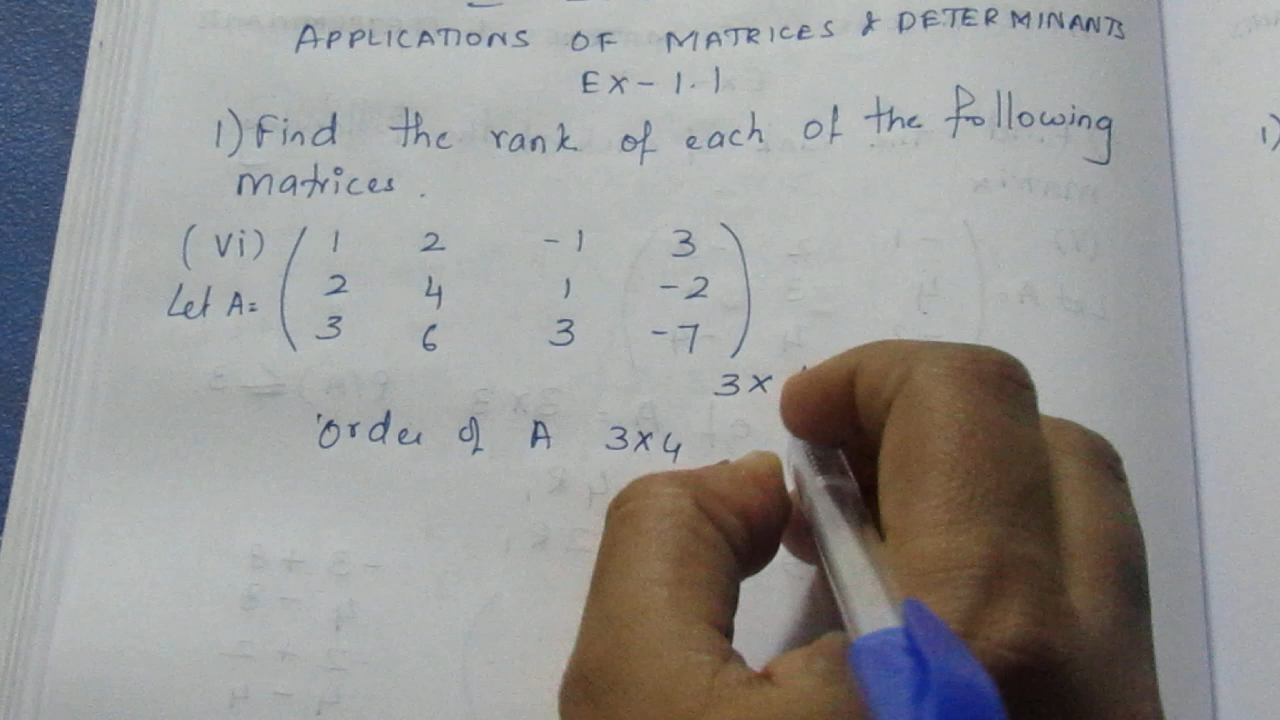 APPLICATIONS OF MATRICES & DETERMINANTS
EX-1.1
1) Find the rank of each of the following
matrices.
(vi) ( 1 2 -1 3 )
Let A= 2 4 1 -2
3 6 3 -7
3x
Order of A 3x4
1)